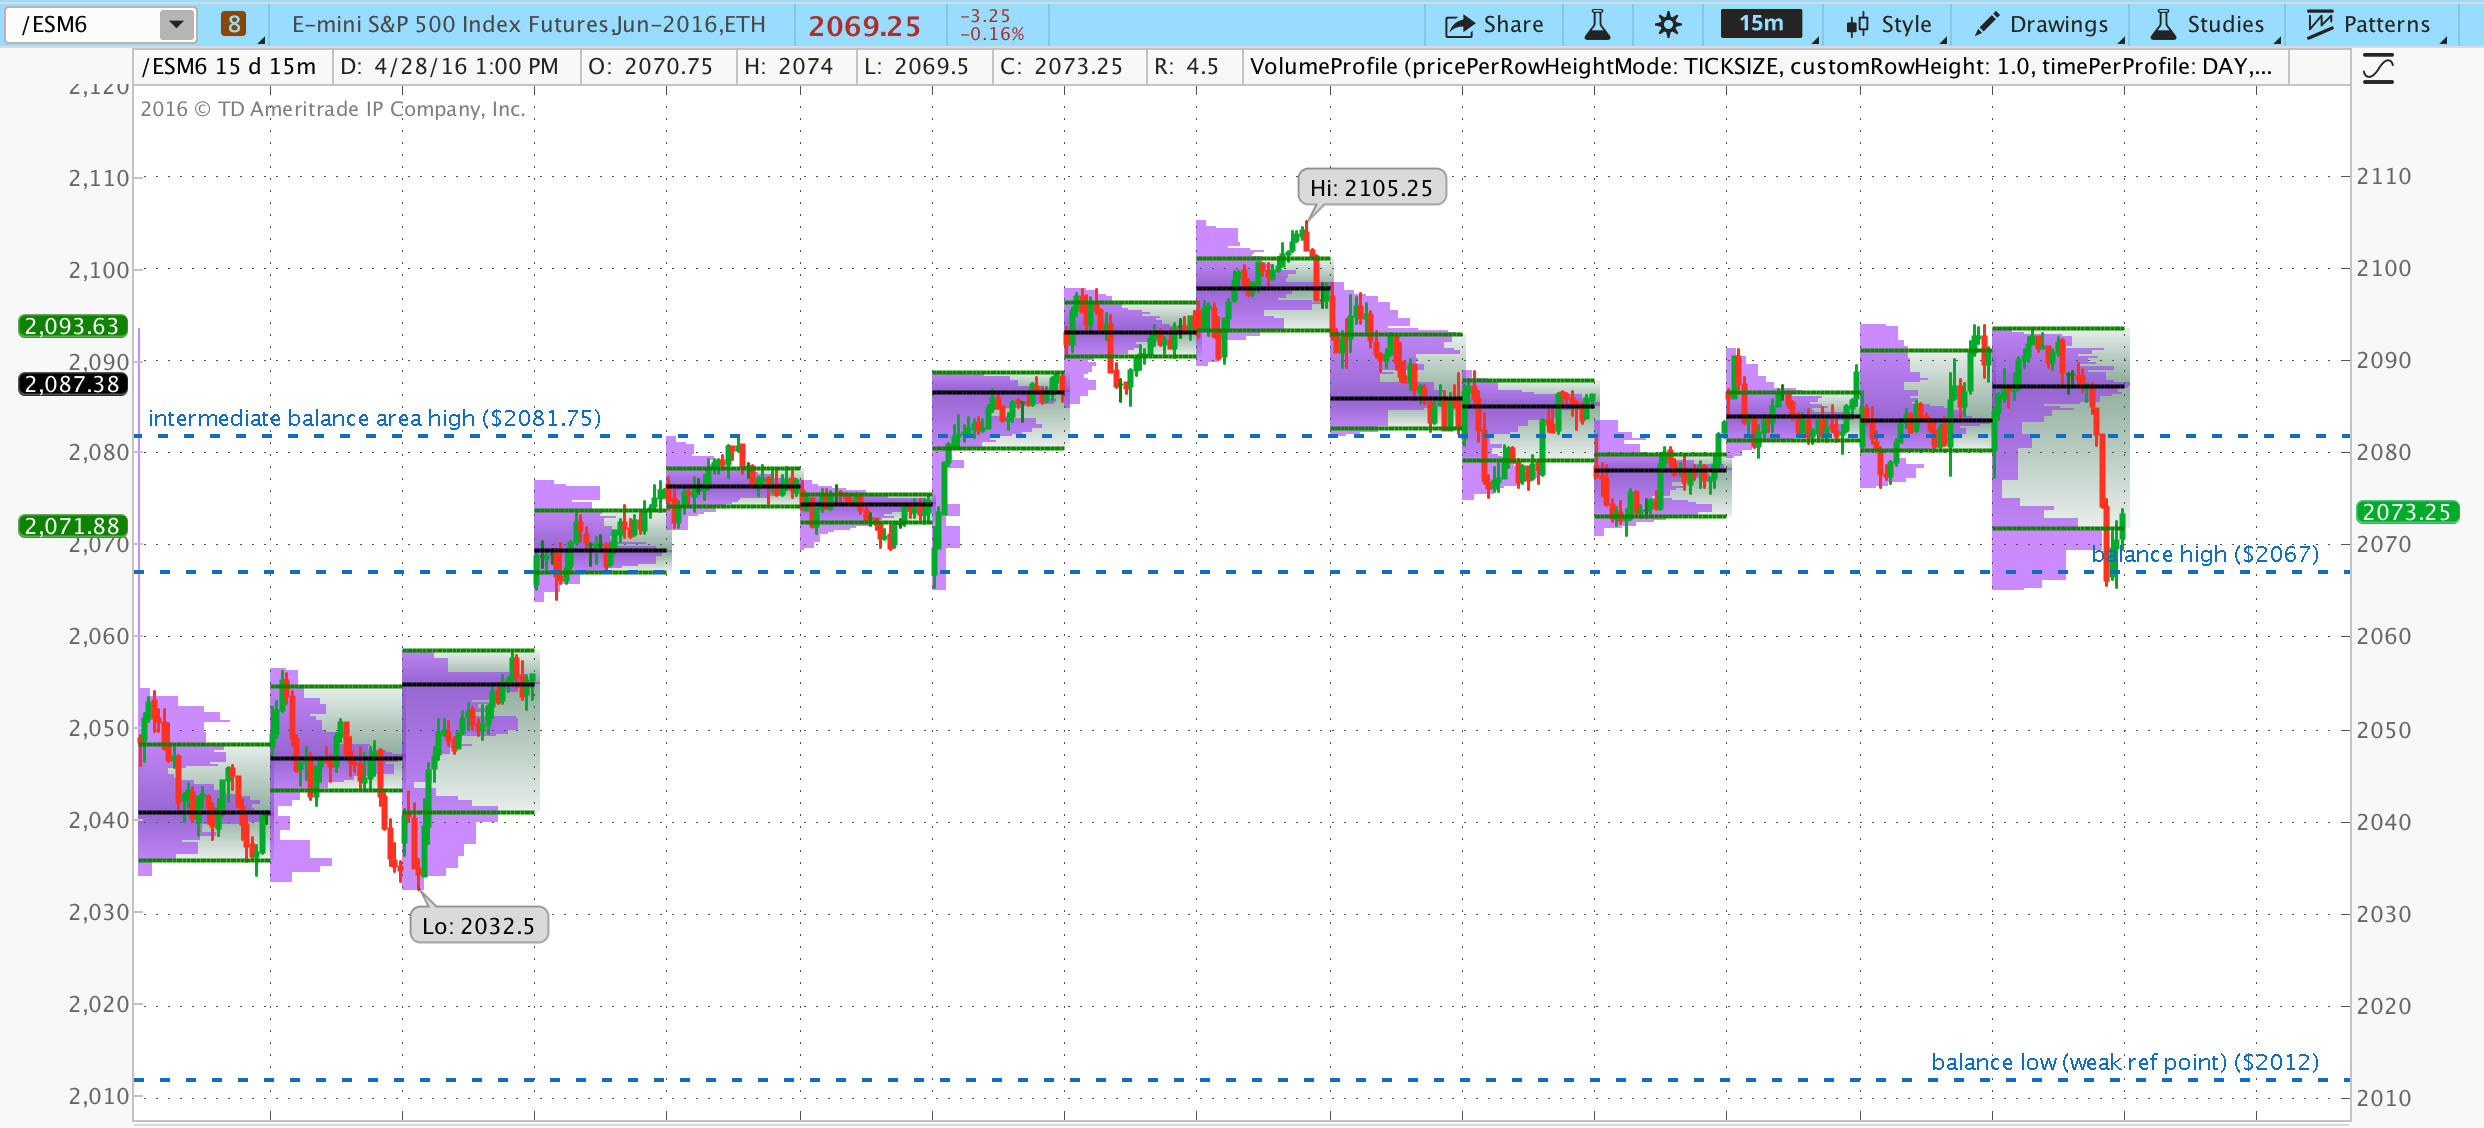 /ESM6 8 E-mini S&P 500 Index Futures,Jun-2016,ETH 2069.25 -3.25 -0.16% Share 15m Style Drawings Studies Patterns
/ESM6 15 d 15m D: 4/28/16 1:00 PM O: 2070.75 H: 2074 L: 2069.5 C: 2073.25 R: 4.5 VolumeProfile (pricePerRowHeightMode: TICKSIZE, customRowHeight: 1.0, timePerProfile: DAY,...
2,120
2016 © TD Ameritrade IP Company, Inc.
2,110 2110
Hi: 2105.25
2,100 2100
2,093.63
2,090 2090
2,087.38
intermediate balance area high ($2081.75)
2,080 2080
2,071.88 2073.25
2,070 2070
balance high ($2067)
2,060 2060
2,050 2050
2,040 2040
2,030 2030
Lo: 2032.5
2,020 2020
balance low (weak ref point) ($2012)
2,010 2010